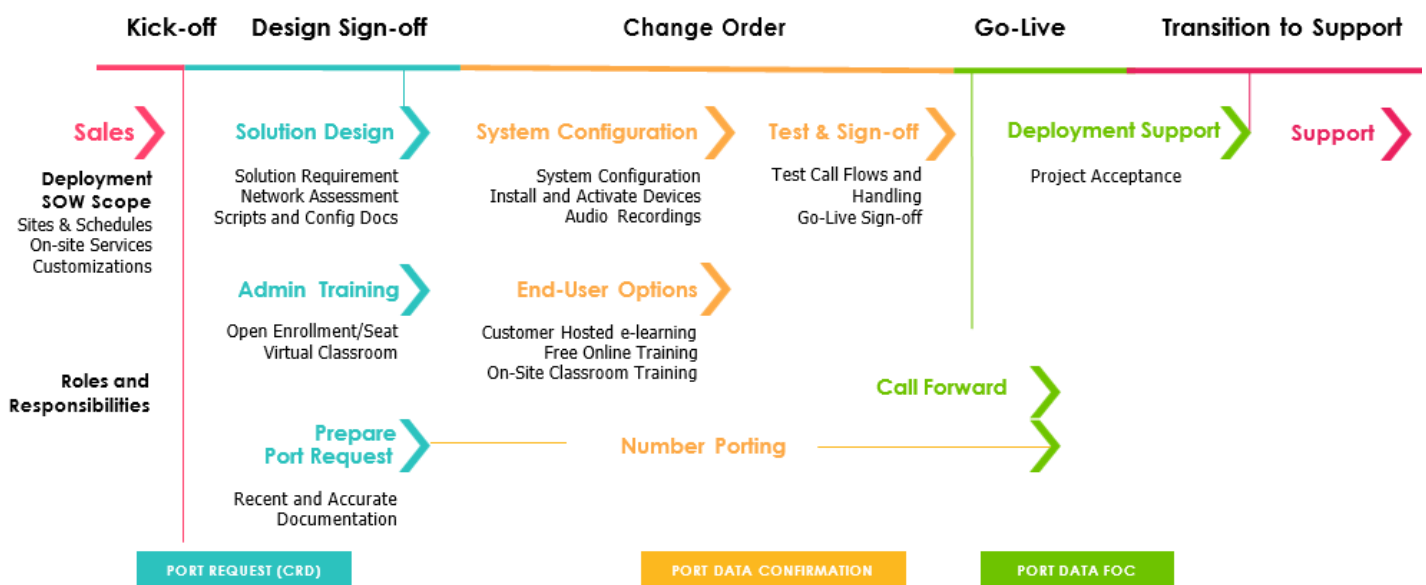 Kick-off
Design Sign-off
Change Order
Go-Live
Transition to Support
Sales
Deployment
SOW Scope
Sites & Schedules
On-site Services
Customizations
Roles and
Responsibilities
Solution Design
Solution Requirement
Network Assessment
Scripts and Config Docs
Admin Training
Open Enrollment/Seat
Virtual Classroom
Prepare
Port Request
Recent and Accurate
Documentation
System Configuration
System Configuration
Install and Activate Devices
Audio Recordings
End-User Options
Customer Hosted e-learning
Free Online Training
On-Site Classroom Training
Number Porting
Test & Sign-off
Test Call Flows and
Handling
Go-Live Sign-off
Call Forward
Deployment Support
Project Acceptance
Support
PORT REQUEST (CRD)
PORT DATA CONFIRMATION
PORT DATA FOC